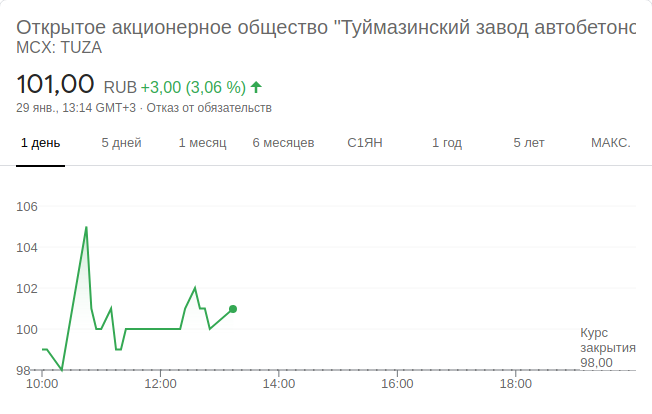 Открытое акционерное общество "Туймазинский завод автобетоно
MCX: TUZA
101,00 RUB +3,00 (3,06 %)
29 янв., 13:14 GMT+3 · Отказ от обязательств
1 день 5 дней 1 месяц 6 месяцев С1ЯН 1 год 5 лет МАКС.
106
104
102
100
Курс
закрытия
98,00
98
10:00 12:00 14:00 16:00 18:00